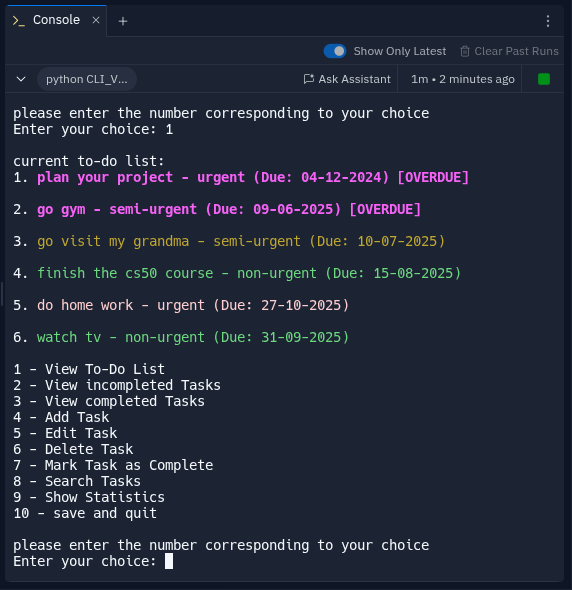 >_ Console × +
Show Only Latest Clear Past Runs
python CLI_V... Ask Assistant 1m • 2 minutes ago
please enter the number corresponding to your choice
Enter your choice: 1
current to-do list:
1. plan your project - urgent (Due: 04-12-2024) [OVERDUE]
2. go gym - semi-urgent (Due: 09-06-2025) [OVERDUE]
3. go visit my grandma - semi-urgent (Due: 10-07-2025)
4. finish the cs50 course - non-urgent (Due: 15-08-2025)
5. do home work - urgent (Due: 27-10-2025)
6. watch tv - non-urgent (Due: 31-09-2025)
1 - View To-Do List
2 - View incompleted Tasks
3 - View completed Tasks
4 - Add Task
5 - Edit Task
6 - Delete Task
7 - Mark Task as Complete
8 - Search Tasks
9 - Show Statistics
10 - save and quit
please enter the number corresponding to your choice
Enter your choice: